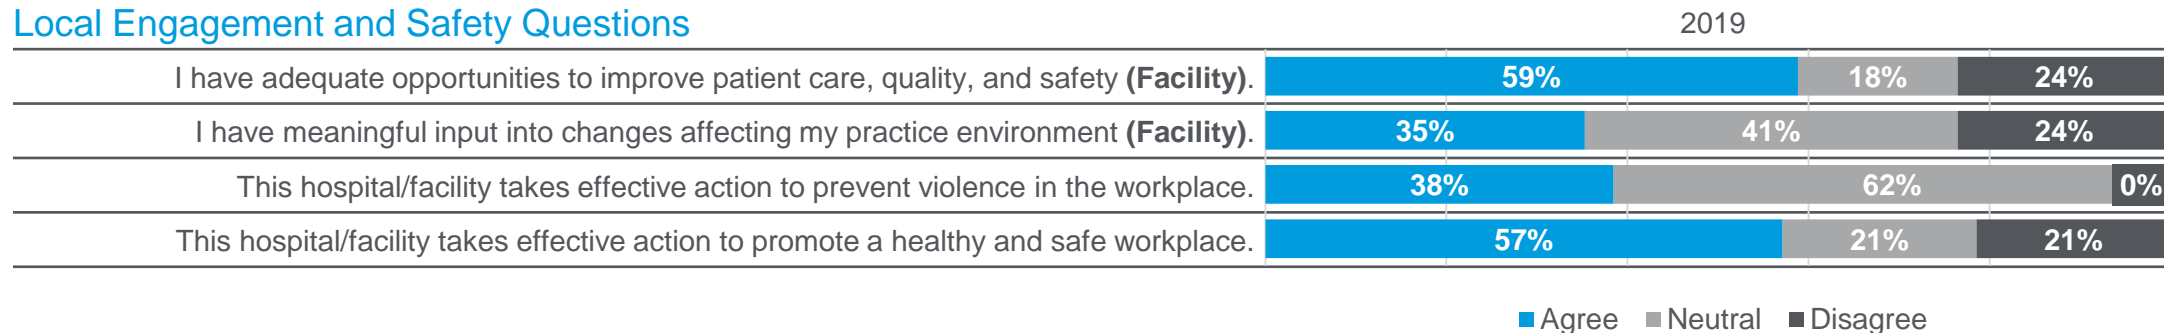 Local Engagement and Safety Questions 2019
I have adequate opportunities to improve patient care, quality, and safety (Facility). 59% 18% 24%
I have meaningful input into changes affecting my practice environment (Facility). 35% 41% 24%
This hospital/facility takes effective action to prevent violence in the workplace. 38% 62% 0%
This hospital/facility takes effective action to promote a healthy and safe workplace. 57% 21% 21%
Agree Neutral Disagree